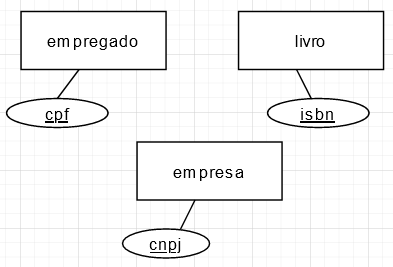 empregado
livro
cpf
isbn
empresa
cnpj